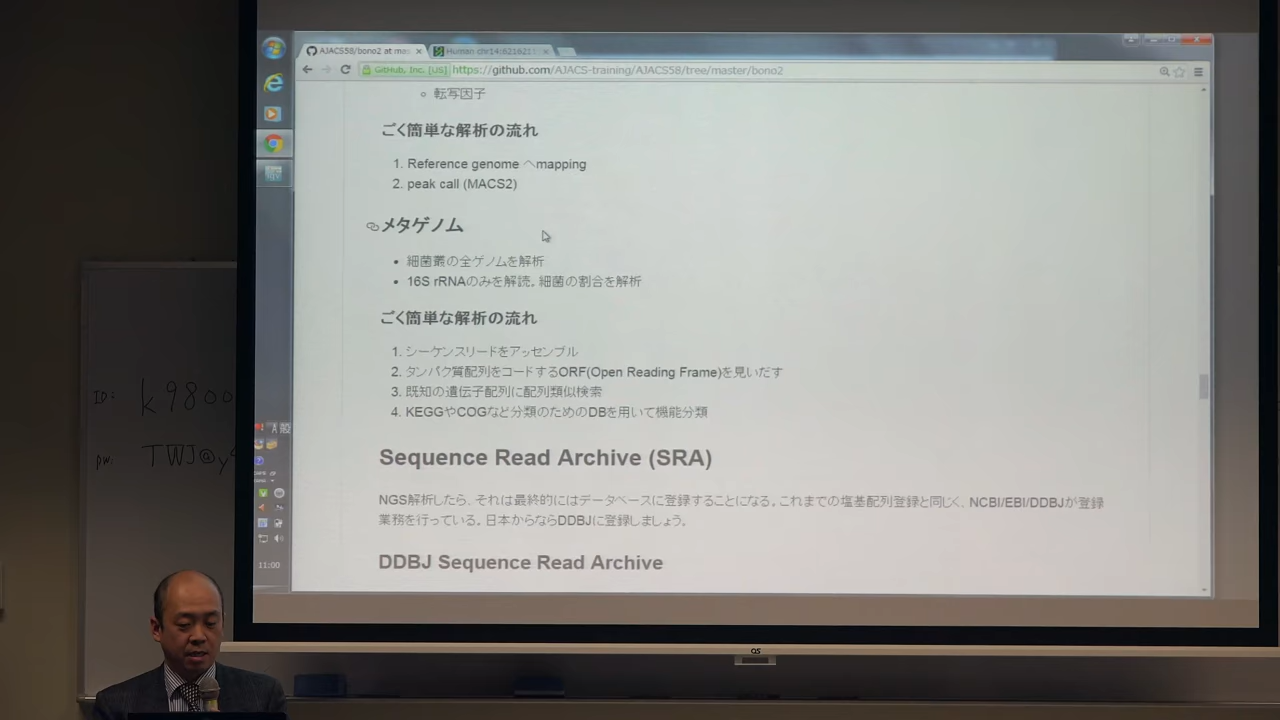 AJACS58/bono2 at mas
Human chr14:621621
GitHub, Inc. [US]
https://github.com/AJACS-training/AJACS58/tree/master/bono2
転写因子
ごく簡単な解析の流れ
1. Reference genome へmapping
2. peak call (MACS2)
メタゲノム
細菌叢の全ゲノムを解析
16S rRNAのみを解読。細菌の割合を解析
ごく簡単な解析の流れ
1. シーケンスリードをアッセンブル
2. タンパク質配列をコードするORF(Open Reading Frame)を見いだす
3. 既知の遺伝子配列に配列類似検索
4. KEGGやCOGなど分類のためのDBを用いて機能分類
Sequence Read Archive (SRA)
NGS解析したら、それは最終的にはデータベースに登録することになる。これまでの塩基配列登録と同じく、NCBI/EBI/DDBJが登録
業務を行っている。日本からならDDBJに登録しましょう。
DDBJ Sequence Read Archive
11:00
ID: k9800
pw: TWJ@y
OS